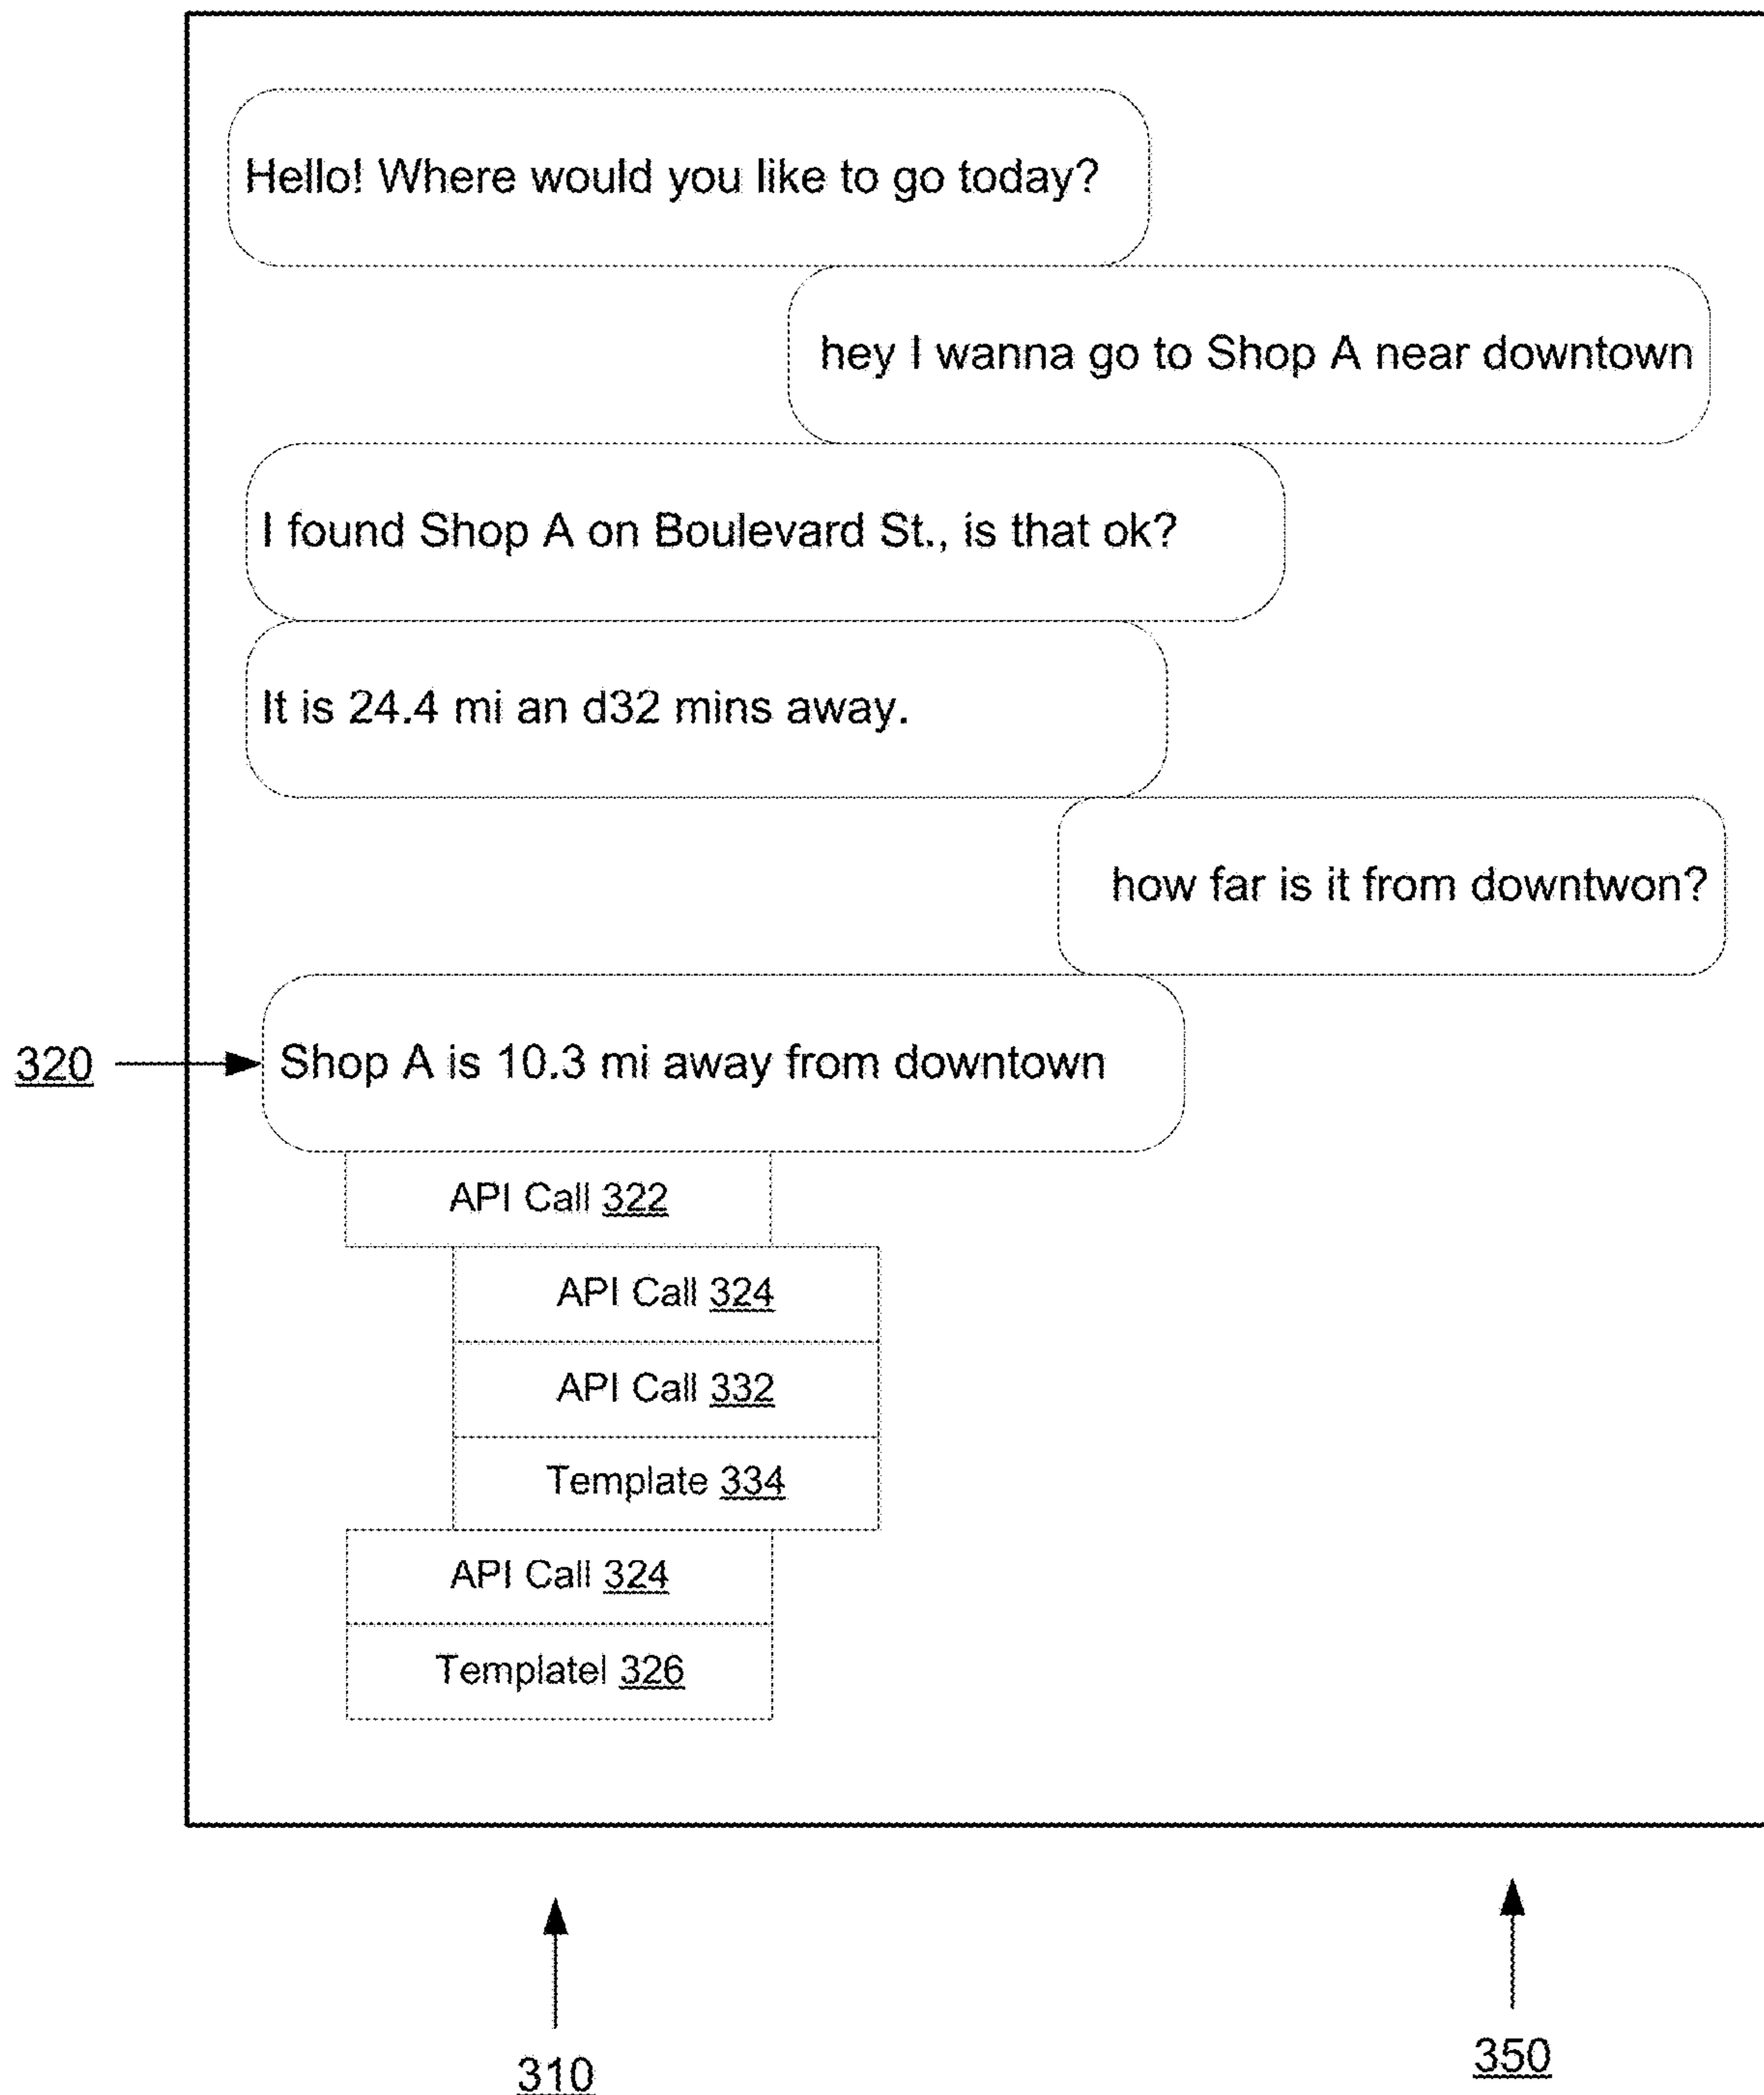 Hello! Where would you like to go today?
hey I wanna go to Shop A near downtown
I found Shop A on Boulevard St., is that ok?
It is 24.4 mi an d32 mins away.
how far is it from downtwon?
320
Shop A is 10.3 mi away from downtown
API Call 322
API Call 324
API Call 332
Template 334
API Call 324
Templatel 326
310
350